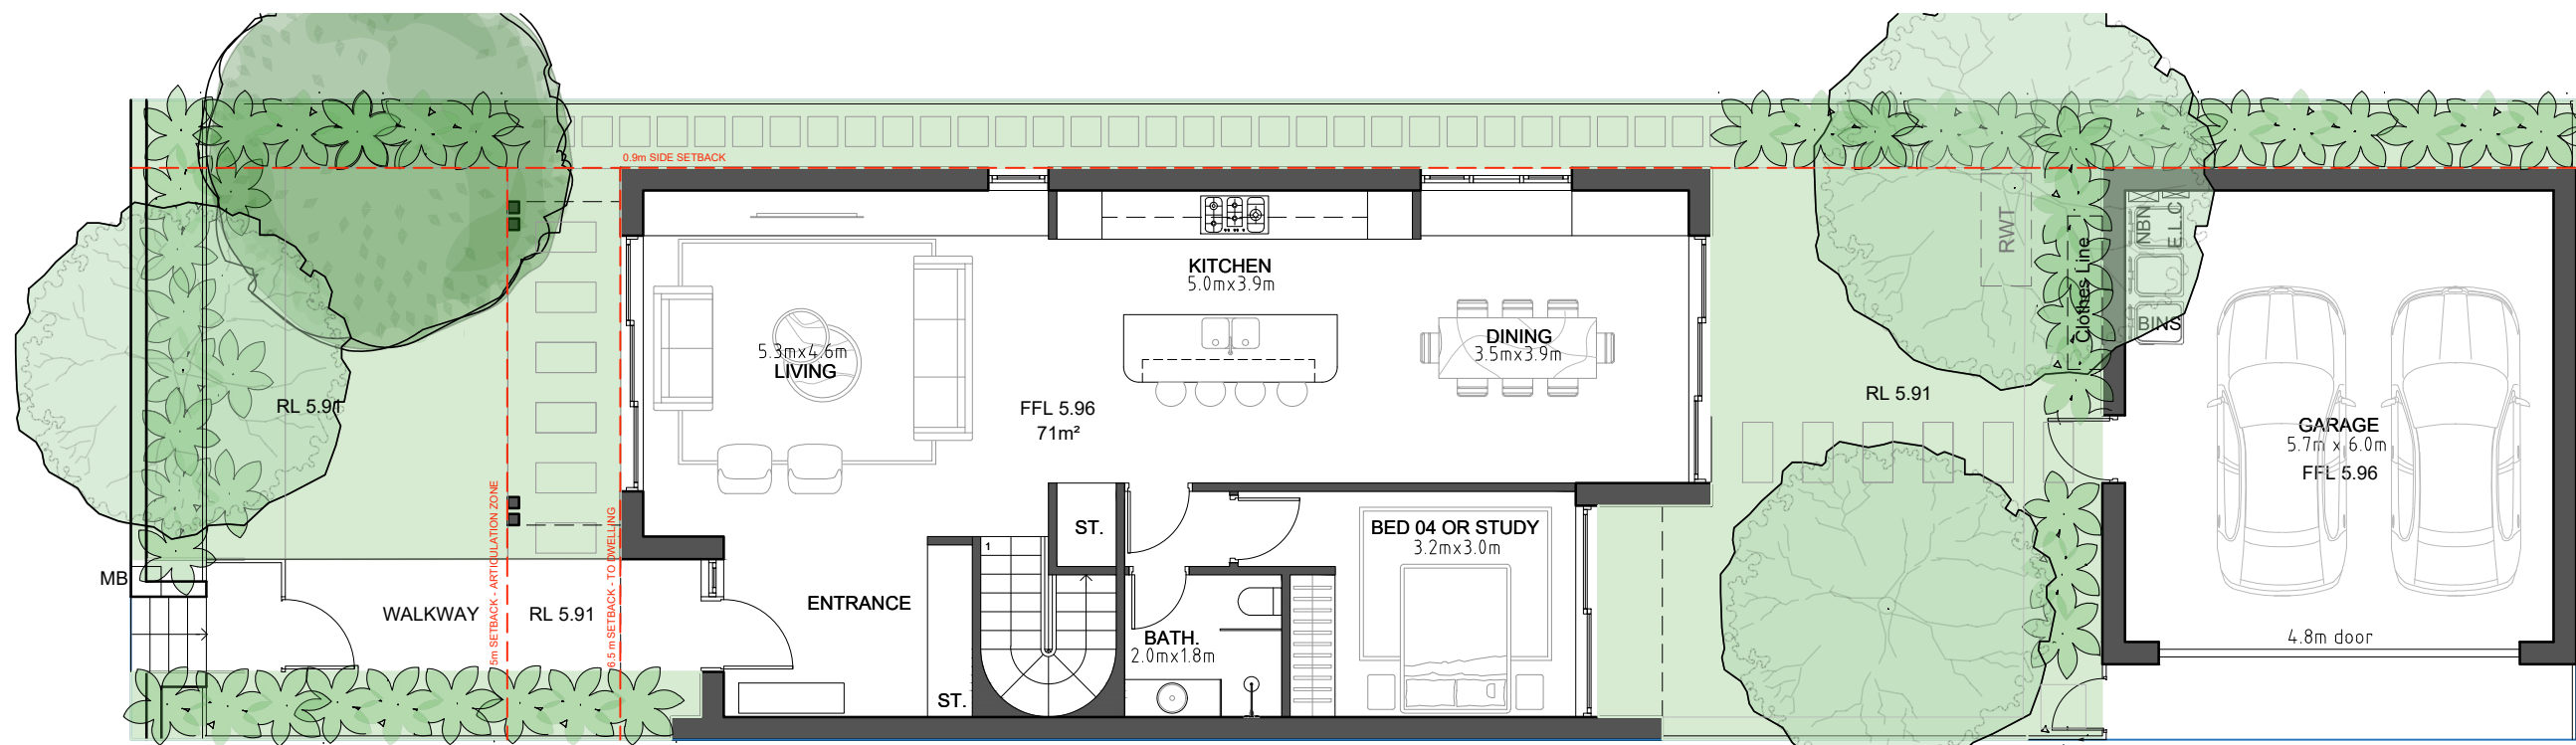 0.9m SIDE SETBACK
NBN
E.L.C
RWT
Clothes Line
BINS
KITCHEN
5.0mx3.9m
DINING
3.5mx3.9m
5.3mx4.6m
LIVING
RL 5.91
RL 5.91
FFL 5.96
71m²
GARAGE
5.7m x 6.0m
FFL 5.96
5m SETBACK - ARTICULATION ZONE
6.5 m SETBACK - TO DWELLING
ST.
BED 04 OR STUDY
3.2mx3.0m
1
MB
WALKWAY
RL 5.91
ENTRANCE
BATH.
2.0mx1.8m
4.8m door
ST.